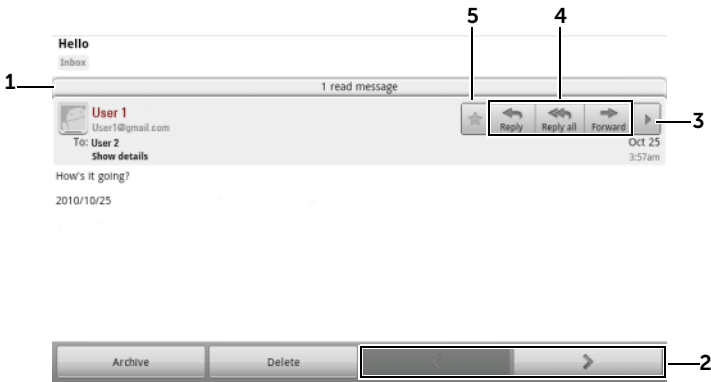 5
4
Hello
Inbox
1
1 read message
User 1
User1@gmail.com
Reply
Reply all
Forward
3
To: User 2
Oct 25
Show details
3:57am
How's it going?
2010/10/25
Archive
Delete
2